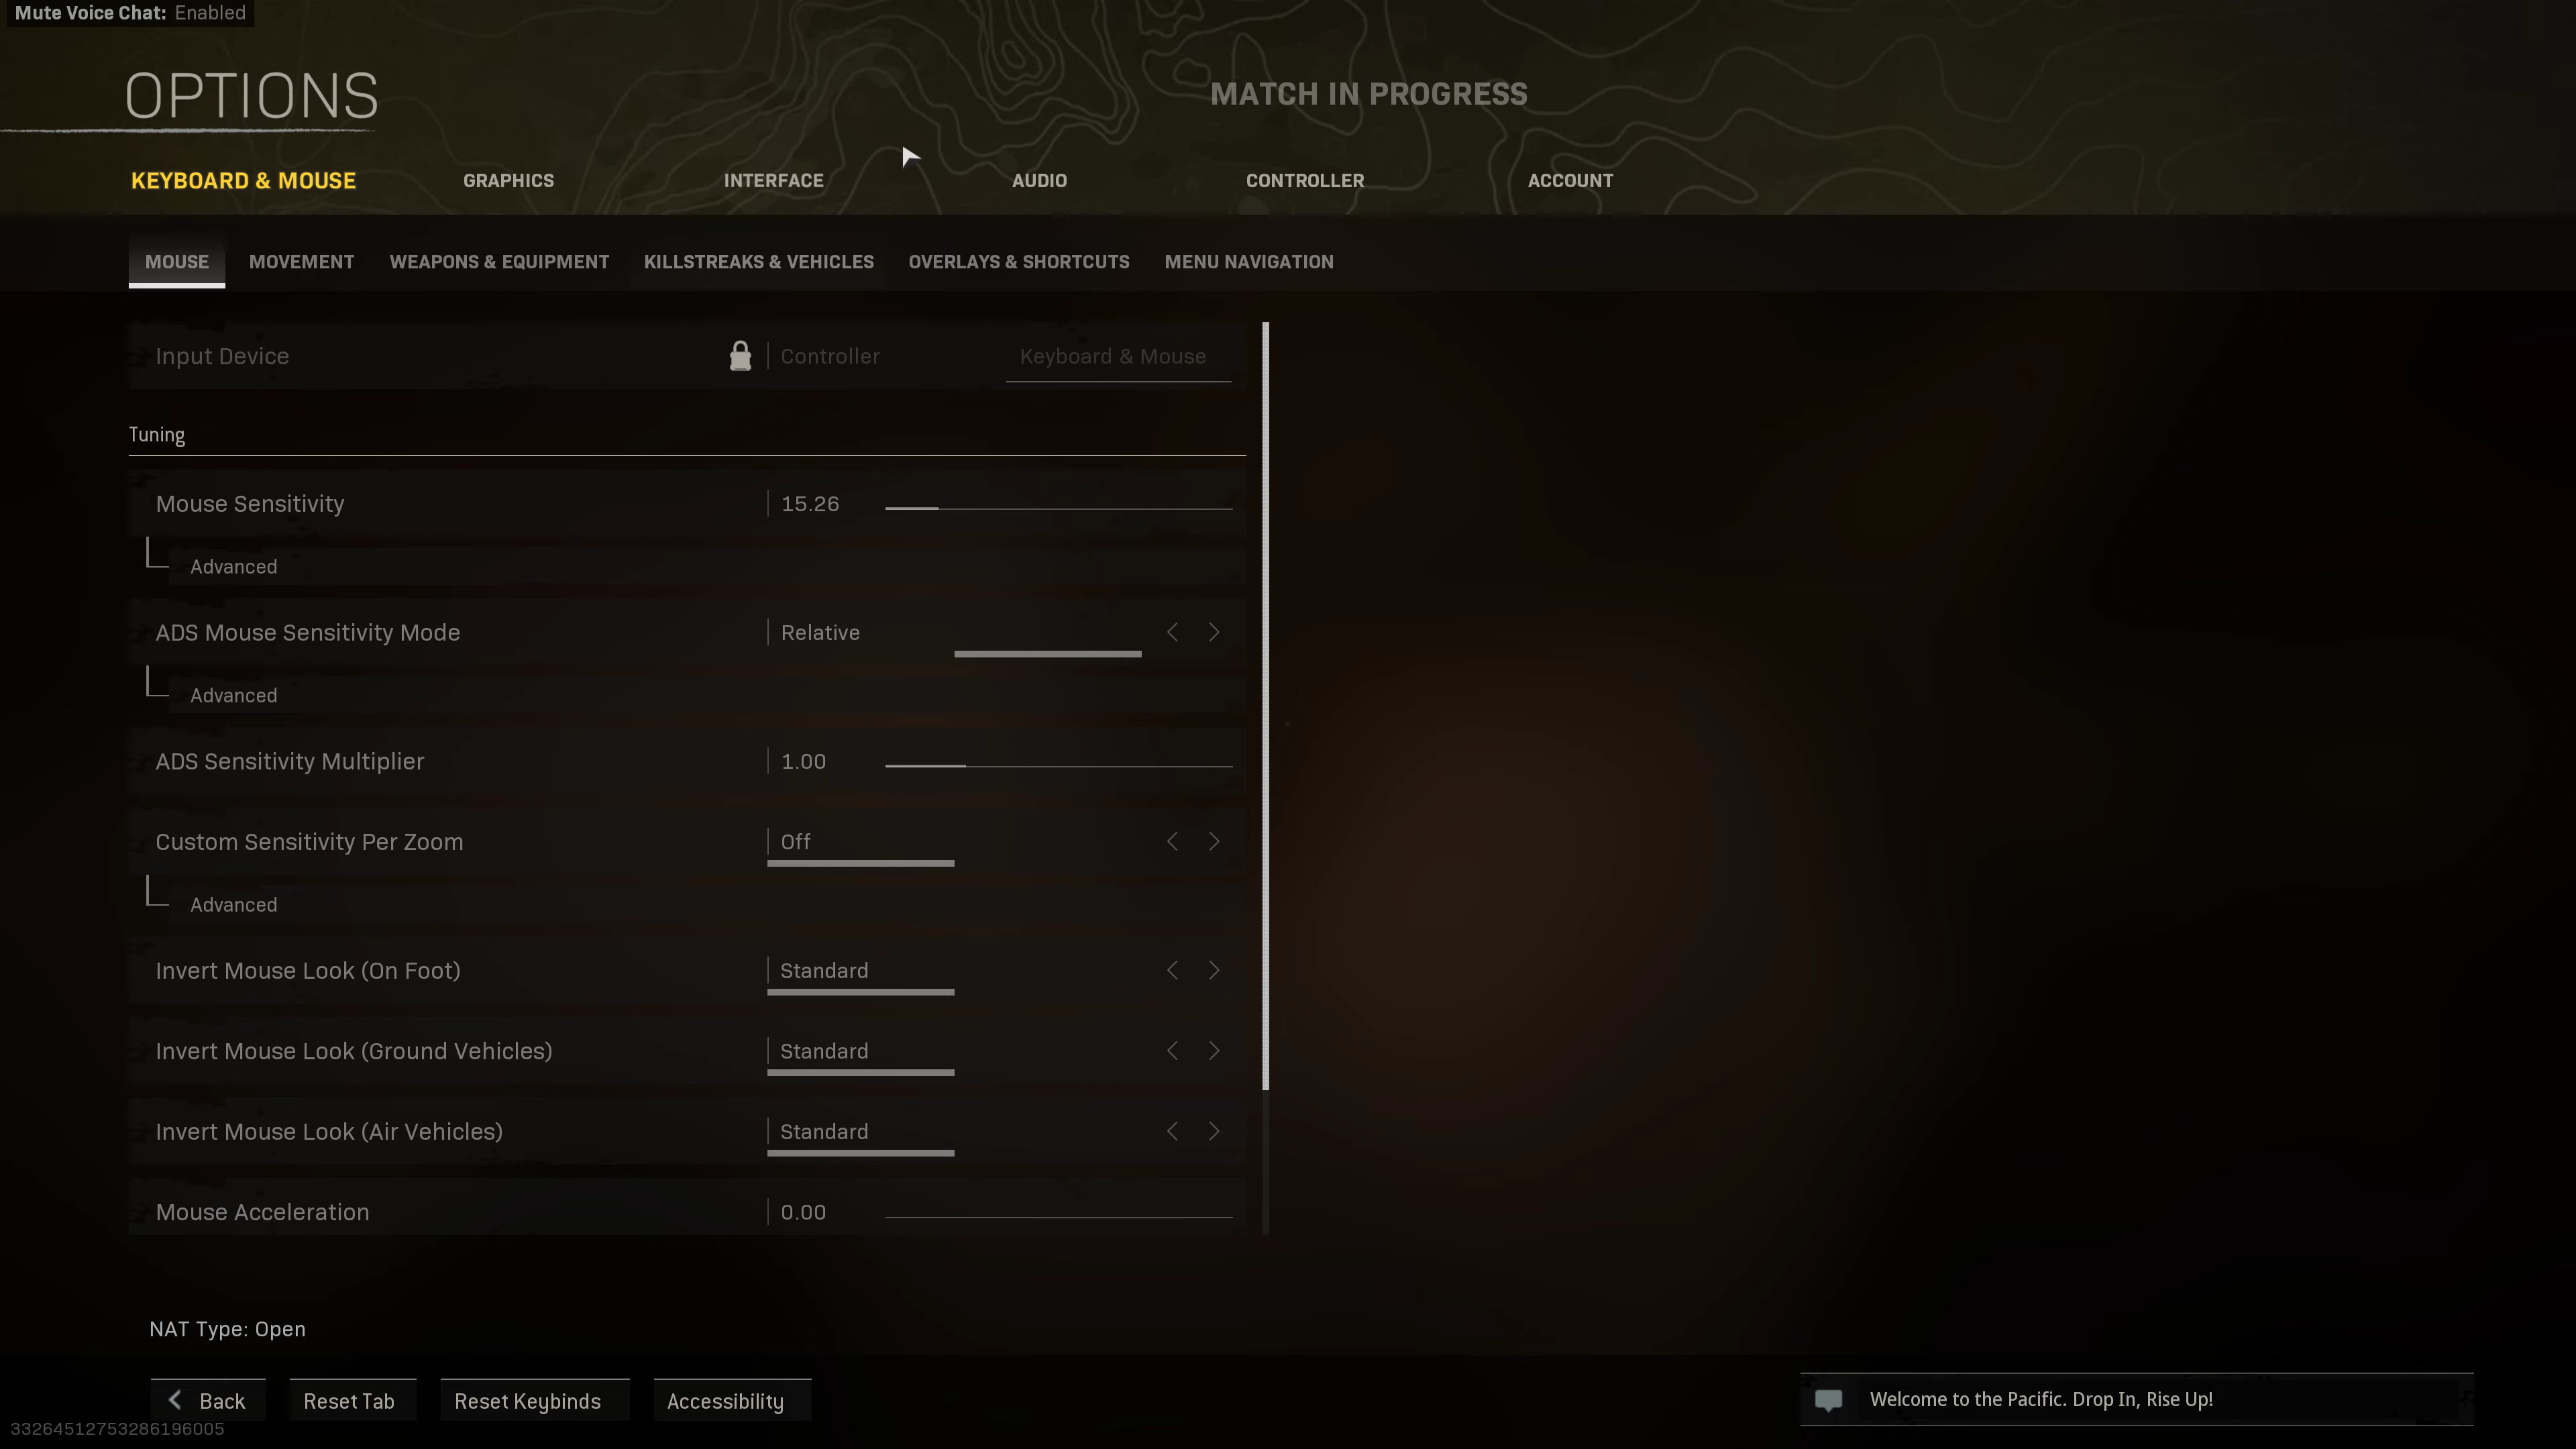 Mute Voice Chat: Enabled
OPTIONS
MATCH IN PROGRESS
KEYBOARD & MOUSE GRAPHICS INTERFACE AUDIO CONTROLLER ACCOUNT
MOUSE MOVEMENT WEAPONS & EQUIPMENT KILLSTREAKS & VEHICLES OVERLAYS & SHORTCUTS MENU NAVIGATION
Input Device Controller Keyboard & Mouse
Tuning
Mouse Sensitivity 15.26
Advanced
ADS Mouse Sensitivity Mode Relative
Advanced
ADS Sensitivity Multiplier 1.00
Custom Sensitivity Per Zoom Off
Advanced
Invert Mouse Look (On Foot) Standard
Invert Mouse Look (Ground Vehicles) Standard
Invert Mouse Look (Air Vehicles) Standard
Mouse Acceleration 0.00
NAT Type: Open
Back Reset Tab Reset Keybinds Accessibility
Welcome to the Pacific. Drop In, Rise Up!
33264512753286196005